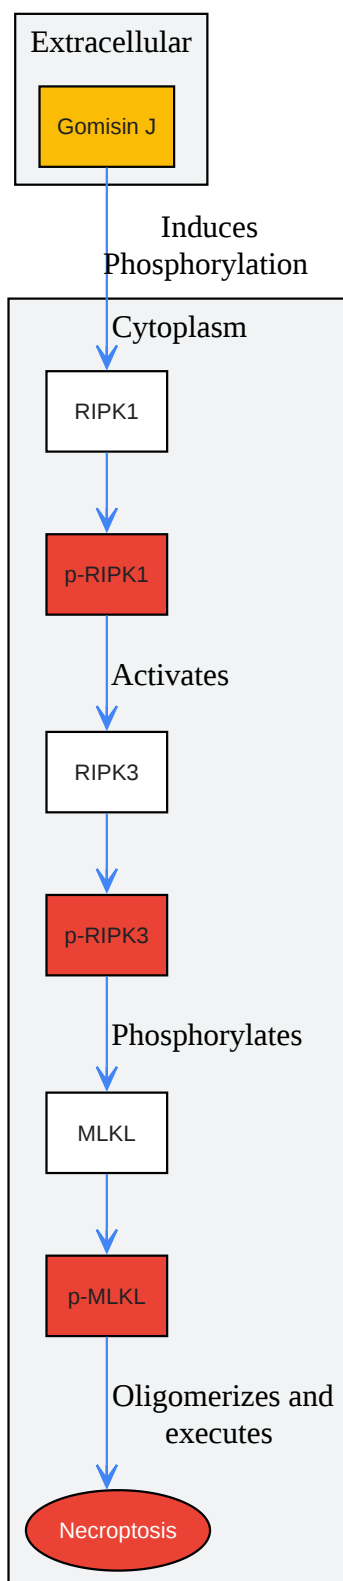 Extracellular
Gomisin J
Induces
Phosphorylation
Cytoplasm
RIPK1
p-RIPK1
Activates
RIPK3
p-RIPK3
Phosphorylates
MLKL
p-MLKL
Oligomerizes and
executes
Necroptosis